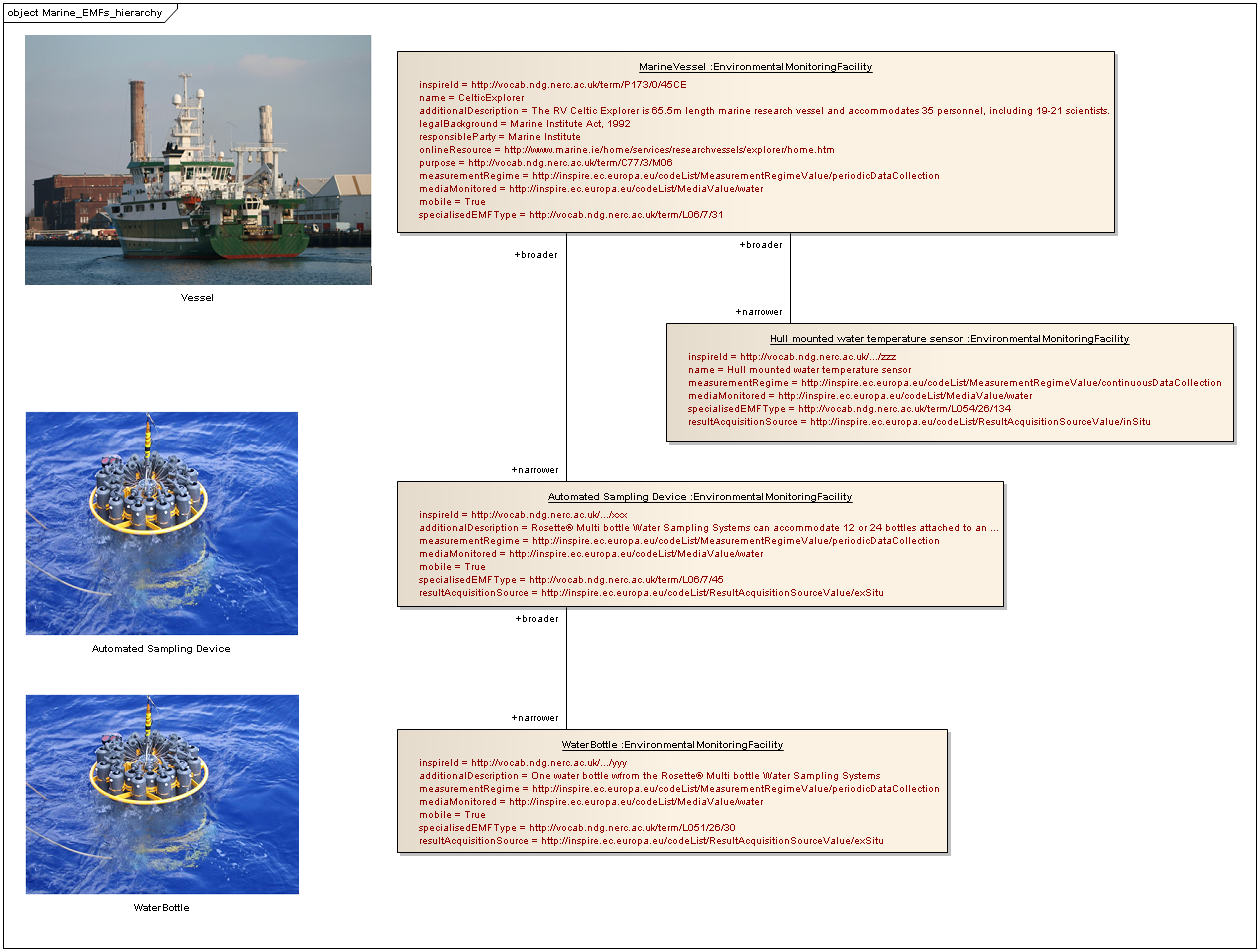 object Marine_EMFs_hierarchy
MarineVessel :EnvironmentalMonitoringFacility
inspireId = http://vocab.ndg.nerc.ac.uk/term/P173/0/45CE
name = CelticExplorer
additionalDescription = The RV Celtic Explorer is 65.5m length marine research vessel and accommodates 35 personnel, including 19-21 scientists.
legalBackground = Marine Institute Act, 1992
responsibleParty = Marine Institute
onlineResource = http://www.marine.ie/home/services/researchvessels/explorer/home.htm
purpose = http://vocab.ndg.nerc.ac.uk/term/C77/3/M06
measurementRegime = http://inspire.ec.europa.eu/codeList/MeasurementRegimeValue/periodicDataCollection
mediaMonitored = http://inspire.ec.europa.eu/codeList/MediaValue/water
mobile = True
specialisedEMFType = http://vocab.ndg.nerc.ac.uk/term/L06/7/31
Vessel
+broader
+broader
+narrower
Hull mounted water temperature sensor :EnvironmentalMonitoringFacility
inspireId = http://vocab.ndg.nerc.ac.uk/.../zzz
name = Hull mounted water temperature sensor
measurementRegime = http://inspire.ec.europa.eu/codeList/MeasurementRegimeValue/continuousDataCollection
mediaMonitored = http://inspire.ec.europa.eu/codeList/MediaValue/water
specialisedEMFType = http://vocab.ndg.nerc.ac.uk/term/L054/26/134
resultAcquisitionSource = http://inspire.ec.europa.eu/codeList/ResultAcquisitionSourceValue/inSitu
+narrower
Automated Sampling Device :EnvironmentalMonitoringFacility
inspireId = http://vocab.ndg.nerc.ac.uk/.../xxx
additionalDescription = Rosette® Multi bottle Water Sampling Systems can accommodate 12 or 24 bottles attached to an ...
measurementRegime = http://inspire.ec.europa.eu/codeList/MeasurementRegimeValue/periodicDataCollection
mediaMonitored = http://inspire.ec.europa.eu/codeList/MediaValue/water
mobile = True
specialisedEMFType = http://vocab.ndg.nerc.ac.uk/term/L06/7/45
resultAcquisitionSource = http://inspire.ec.europa.eu/codeList/ResultAcquisitionSourceValue/exSitu
Automated Sampling Device
+broader
+narrower
WaterBottle :EnvironmentalMonitoringFacility
inspireId = http://vocab.ndg.nerc.ac.uk/.../yyy
additionalDescription = One water bottle wfrom the Rosette® Multi bottle Water Sampling Systems
measurementRegime = http://inspire.ec.europa.eu/codeList/MeasurementRegimeValue/periodicDataCollection
mediaMonitored = http://inspire.ec.europa.eu/codeList/MediaValue/water
mobile = True
specialisedEMFType = http://vocab.ndg.nerc.ac.uk/term/L051/26/30
resultAcquisitionSource = http://inspire.ec.europa.eu/codeList/ResultAcquisitionSourceValue/exSitu
WaterBottle